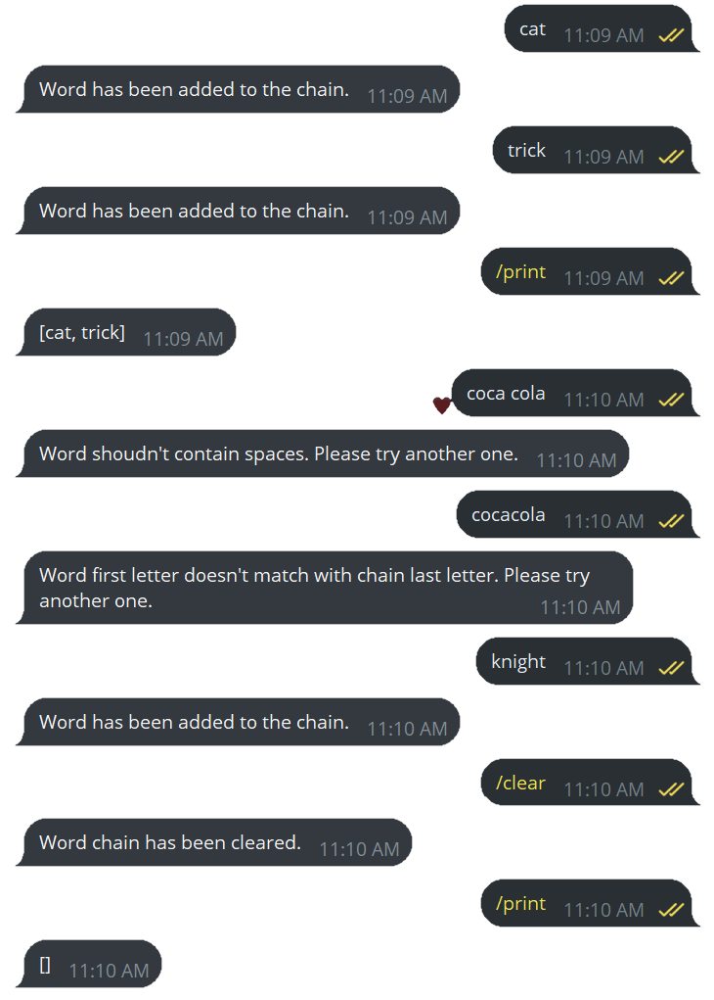 cat 11:09 AM
Word has been added to the chain. 11:09 AM
trick 11:09 AM
Word has been added to the chain. 11:09 AM
/print 11:09 AM
[cat, trick] 11:09 AM
coca cola 11:10 AM
Word shoudn't contain spaces. Please try another one. 11:10 AM
cocacola 11:10 AM
Word first letter doesn't match with chain last letter. Please try
another one. 11:10 AM
knight 11:10 AM
Word has been added to the chain. 11:10 AM
/clear 11:10 AM
Word chain has been cleared. 11:10 AM
/print 11:10 AM
[] 11:10 AM